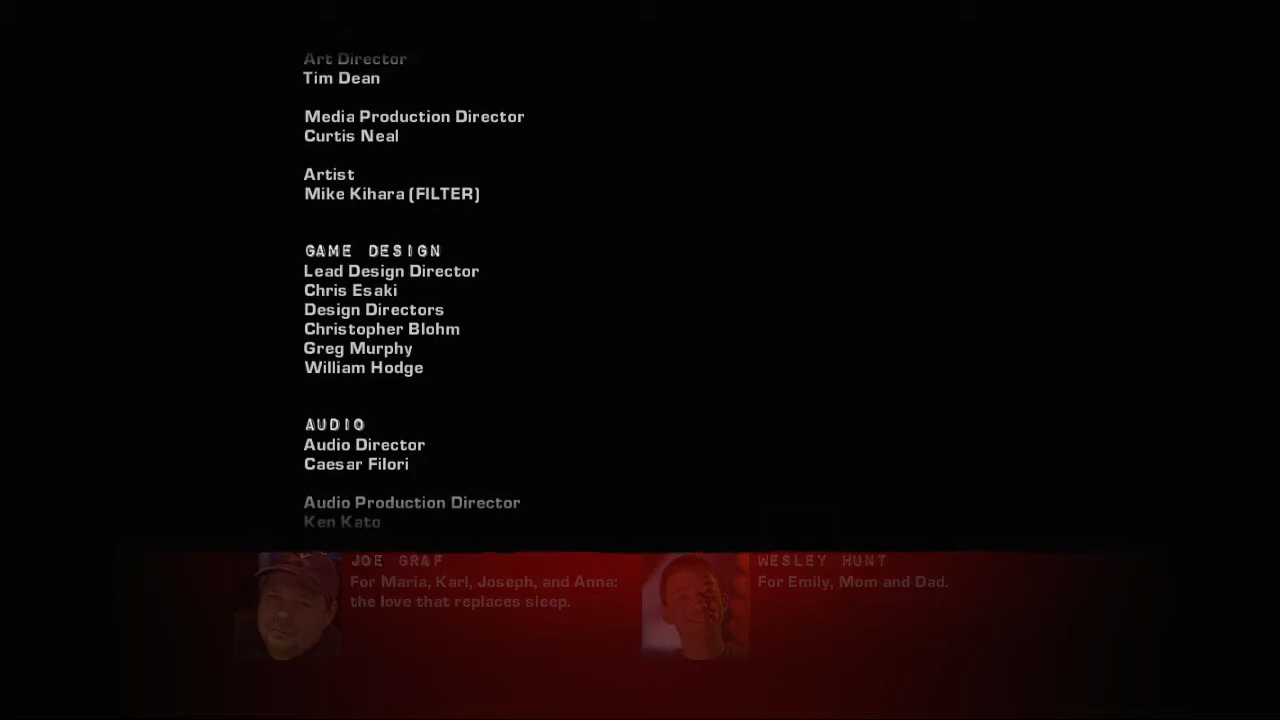 Art Director
Tim Dean
Media Production Director
Curtis Neal
Artist
Mike Kihara (FILTER)
GAME DESIGN
Lead Design Director
Chris Esaki
Design Directors
Christopher Blohm
Greg Murphy
William Hodge
AUDIO
Audio Director
Caesar Filori
Audio Production Director
Ken Kato
JOE GRAF
For Maria, Karl, Joseph, and Anna:
the love that replaces sleep.
WESLEY HUNT
For Emily, Mom and Dad.